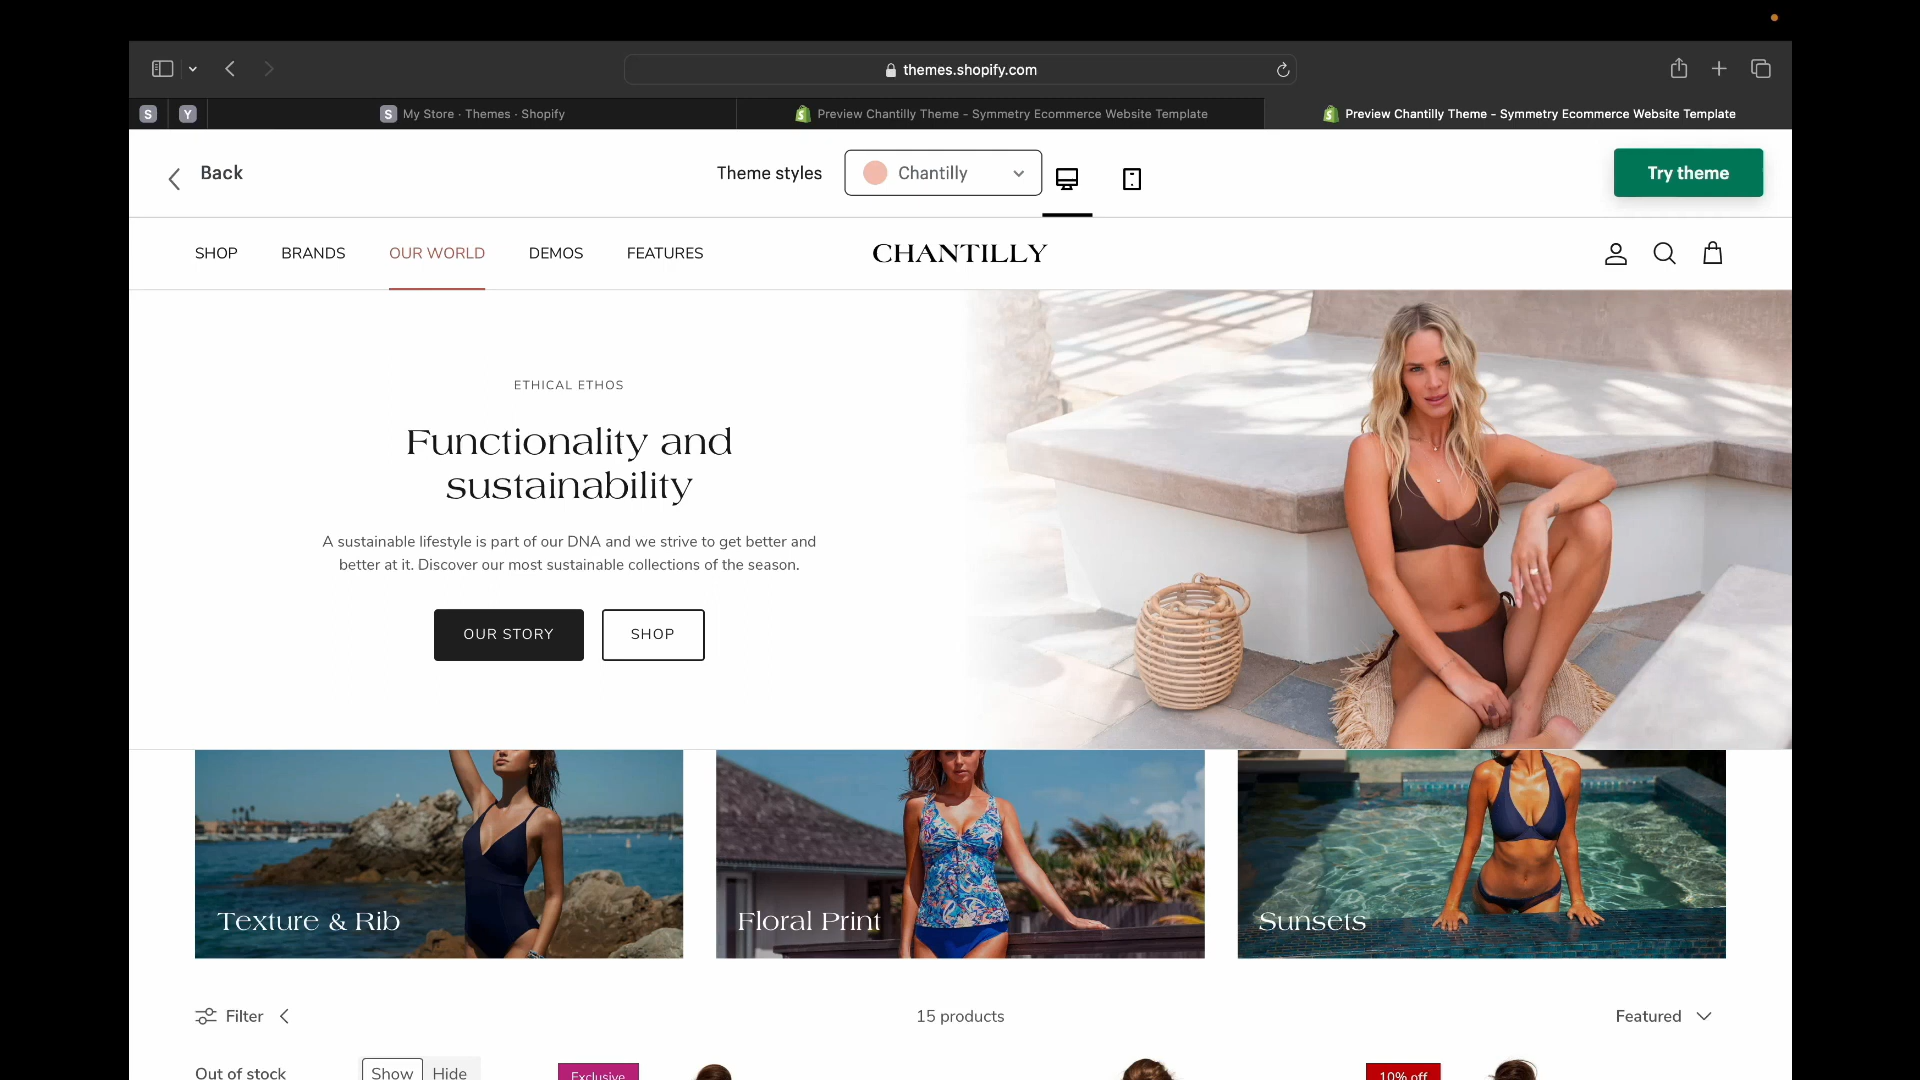 themes.shopify.com
S
Y
S My Store · Themes · Shopify
Preview Chantilly Theme - Symmetry Ecommerce Website Template
Preview Chantilly Theme - Symmetry Ecommerce Website Template
Back
Theme styles
Chantilly
Try theme
SHOP
BRANDS
OUR WORLD
DEMOS
FEATURES
CHANTILLY
ETHICAL ETHOS
Functionality and
sustainability
A sustainable lifestyle is part of our DNA and we strive to get better and
better at it. Discover our most sustainable collections of the season.
OUR STORY
SHOP
Texture & Rib
Floral Print
Sunsets
Filter
15 products
Featured
Out of stock
Show
Hide
Exclusive
10% off